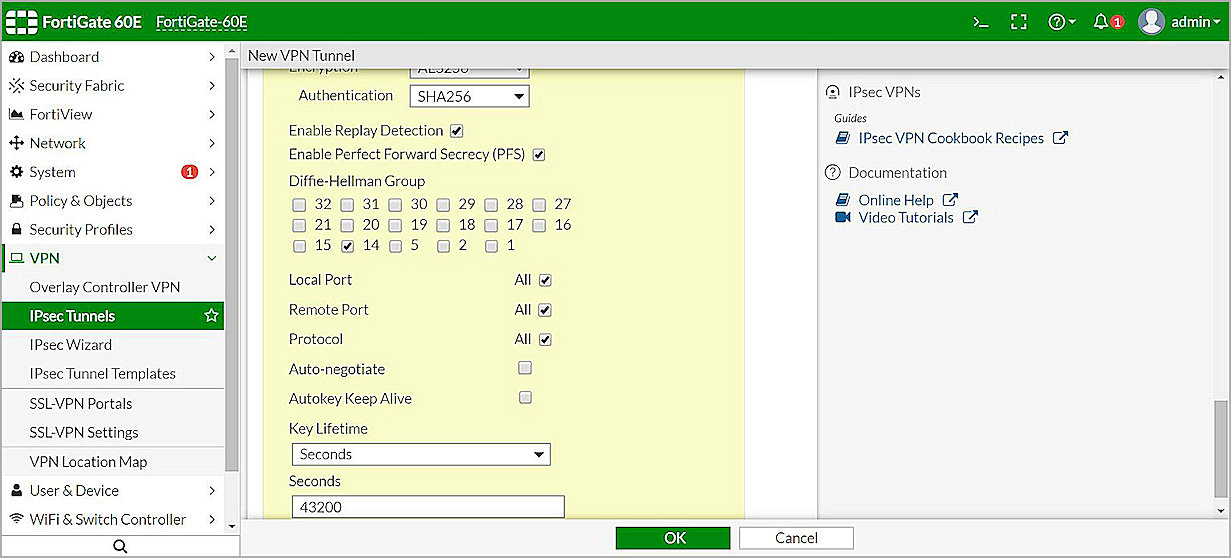 FortiGate 60E FortiGate-60E >_ 1 admin
Dashboard
Security Fabric
FortiView
Network
System 1
Policy & Objects
Security Profiles
VPN
Overlay Controller VPN
IPsec Tunnels
IPsec Wizard
IPsec Tunnel Templates
SSL-VPN Portals
SSL-VPN Settings
VPN Location Map
User & Device
WiFi & Switch Controller
New VPN Tunnel
Encryption AES256
Authentication SHA256
Enable Replay Detection
Enable Perfect Forward Secrecy (PFS)
Diffie-Hellman Group
32 31 30 29 28 27
21 20 19 18 17 16
15 14 5 2 1
Local Port All
Remote Port All
Protocol All
Auto-negotiate
Autokey Keep Alive
Key Lifetime
Seconds
Seconds
43200
OK Cancel
IPsec VPNs
Guides
IPsec VPN Cookbook Recipes
Documentation
Online Help
Video Tutorials